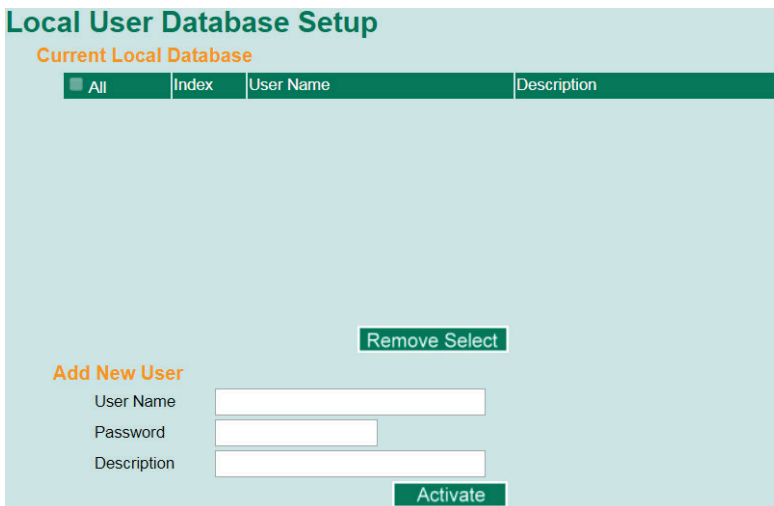 Local User Database Setup
Current Local Database
All Index User Name Description
Remove Select
Add New User
User Name
Password
Description
Activate